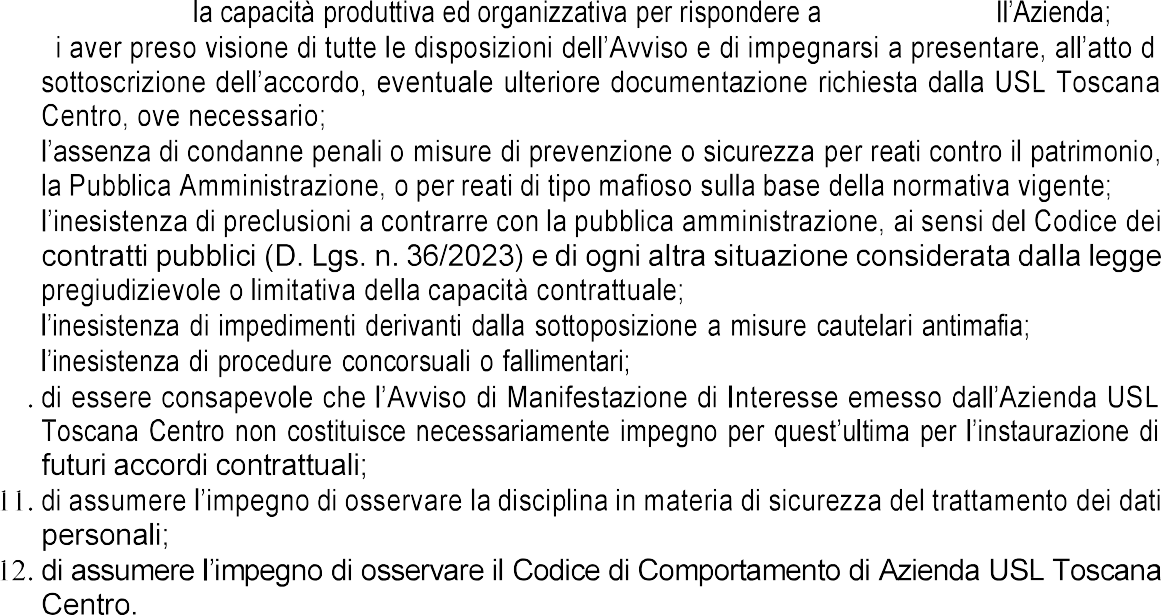 la capacità produttiva ed organizzativa per rispondere a ll’Azienda;
i aver preso visione di tutte le disposizioni dell’Avviso e di impegnarsi a presentare, all’atto d
sottoscrizione dell’accordo, eventuale ulteriore documentazione richiesta dalla USL Toscana
Centro, ove necessario;
l’assenza di condanne penali o misure di prevenzione o sicurezza per reati contro il patrimonio,
la Pubblica Amministrazione, o per reati di tipo mafioso sulla base della normativa vigente;
l’inesistenza di preclusioni a contrarre con la pubblica amministrazione, ai sensi del Codice dei
contratti pubblici (D. Lgs. n. 36/2023) e di ogni altra situazione considerata dalla legge
pregiudizievole o limitativa della capacità contrattuale;
l’inesistenza di impedimenti derivanti dalla sottoposizione a misure cautelari antimafia;
l’inesistenza di procedure concorsuali o fallimentari;
. di essere consapevole che l’Avviso di Manifestazione di Interesse emesso dall’Azienda USL
Toscana Centro non costituisce necessariamente impegno per quest’ultima per l’instaurazione di
futuri accordi contrattuali;
11. di assumere l’impegno di osservare la disciplina in materia di sicurezza del trattamento dei dati
personali;
12. di assumere l’impegno di osservare il Codice di Comportamento di Azienda USL Toscana
Centro.